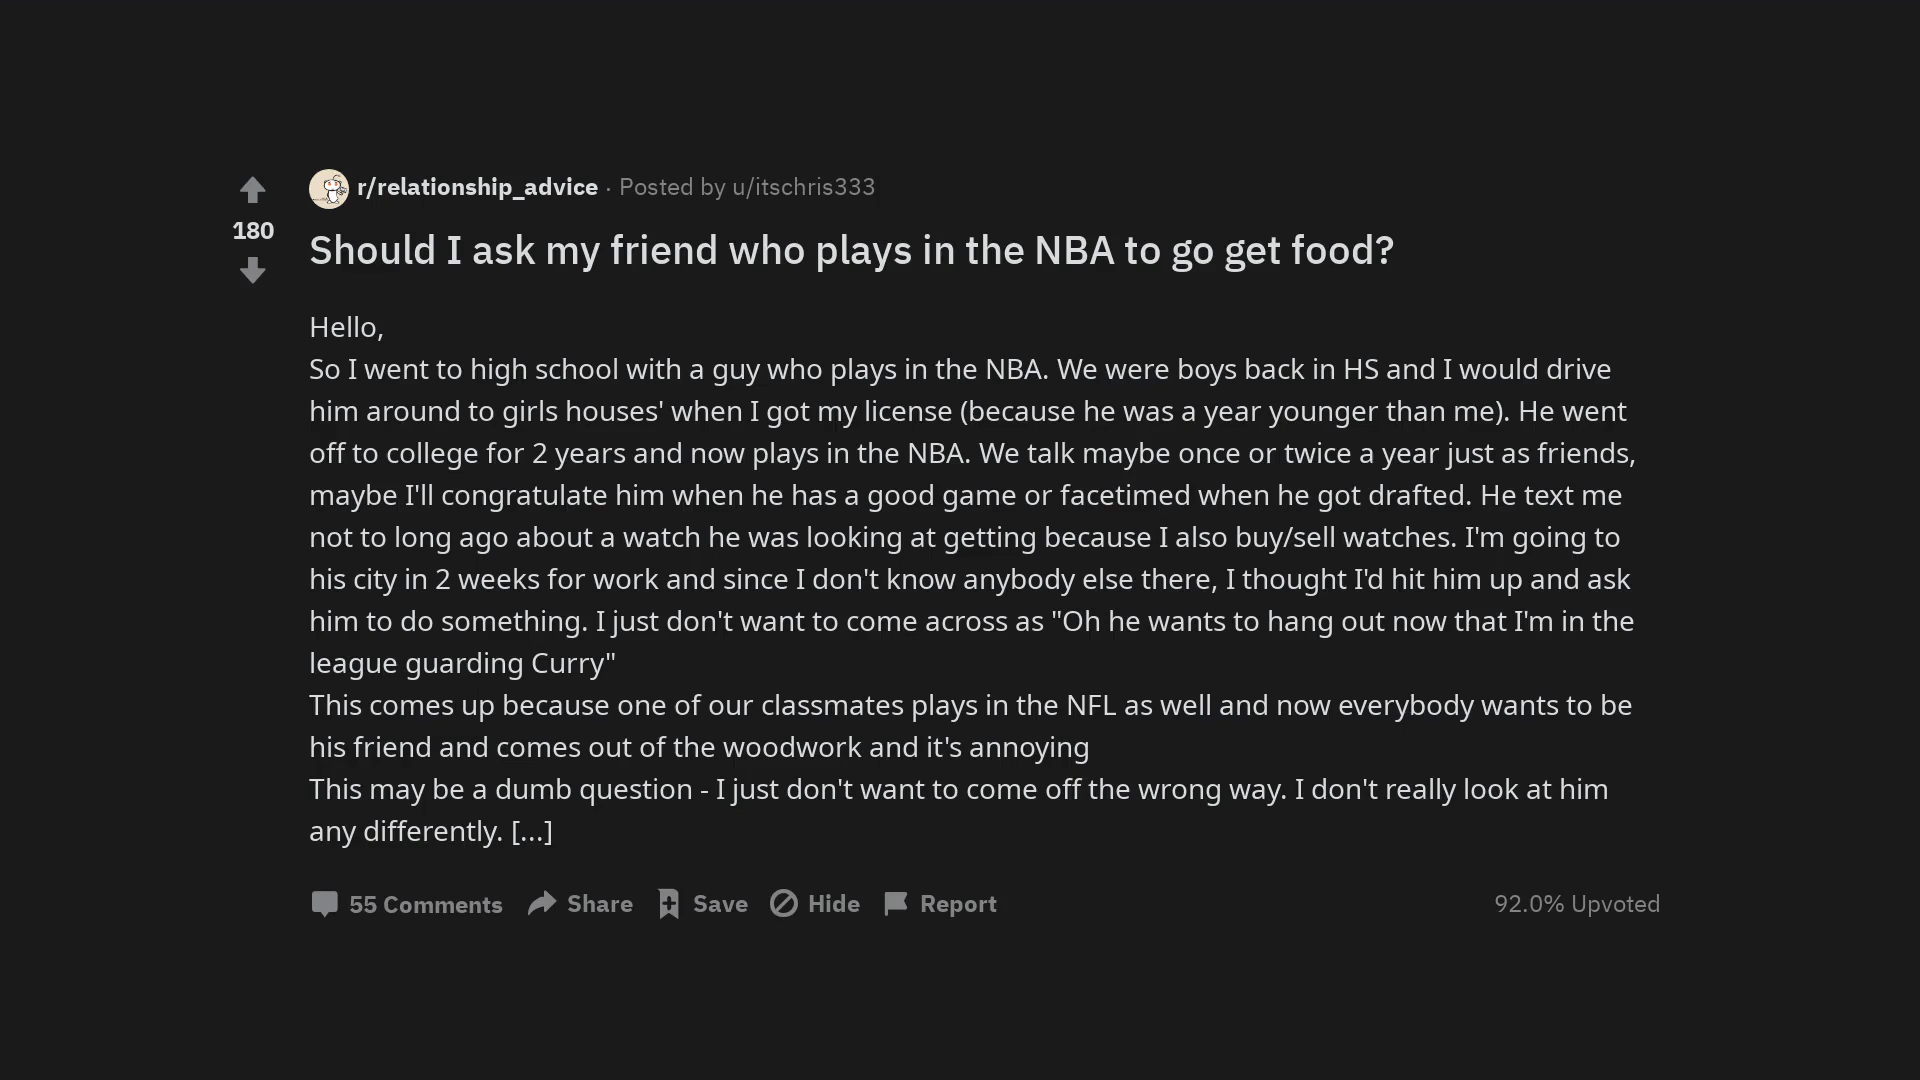 r/relationship_advice · Posted by u/itschris333
180
Should I ask my friend who plays in the NBA to go get food?
Hello,
So I went to high school with a guy who plays in the NBA. We were boys back in HS and I would drive
him around to girls houses' when I got my license (because he was a year younger than me). He went
off to college for 2 years and now plays in the NBA. We talk maybe once or twice a year just as friends,
maybe I'll congratulate him when he has a good game or facetimed when he got drafted. He text me
not to long ago about a watch he was looking at getting because I also buy/sell watches. I'm going to
his city in 2 weeks for work and since I don't know anybody else there, I thought I'd hit him up and ask
him to do something. I just don't want to come across as "Oh he wants to hang out now that I'm in the
league guarding Curry"
This comes up because one of our classmates plays in the NFL as well and now everybody wants to be
his friend and comes out of the woodwork and it's annoying
This may be a dumb question - I just don't want to come off the wrong way. I don't really look at him
any differently. [...]
55 Comments Share Save Hide Report 92.0% Upvoted